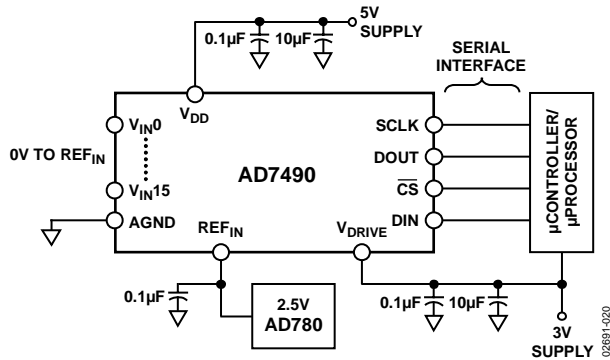 5V
SUPPLY
0.1µF
10µF
SERIAL
INTERFACE
VDD
VIN0
0V TO REFIN
VIN15
AGND
AD7490
SCLK
DOUT
CS
DIN
µCONTROLLER/
µPROCESSOR
REFIN
VDRIVE
0.1µF
2.5V
AD780
0.1µF
10µF
3V
SUPPLY
02691-020